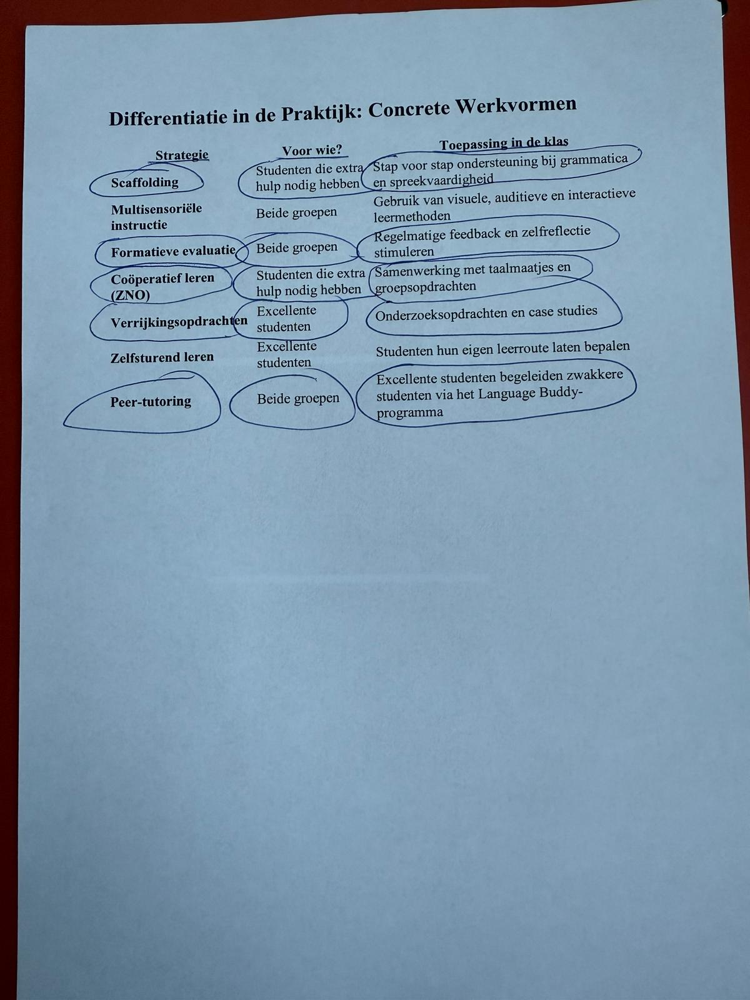 Differentiatie in de Praktijk: Concrete Werkvormen
Strategie Voor wie? Toepassing in de klas
Scaffolding
Studenten die extra
hulp nodig hebben
Stap voor stap ondersteuning bij grammatica
en spreekvaardigheid
Multisensoriële
instructie
Beide groepen
Gebruik van visuele, auditieve en interactieve
leermethoden
Formatieve evaluatie
Beide groepen
Regelmatige feedback en zelfreflectie
stimuleren
Coöperatief leren
(ZNO)
Studenten die extra
hulp nodig hebben
Samenwerking met taalmaatjes en
groepsopdrachten
Verrijkingsopdrachten
Excellente
studenten
Onderzoeksopdrachten en case studies
Zelfsturend leren
Excellente
studenten
Studenten hun eigen leerroute laten bepalen
Peer-tutoring
Beide groepen
Excellente studenten begeleiden zwakkere
studenten via het Language Buddy-
programma